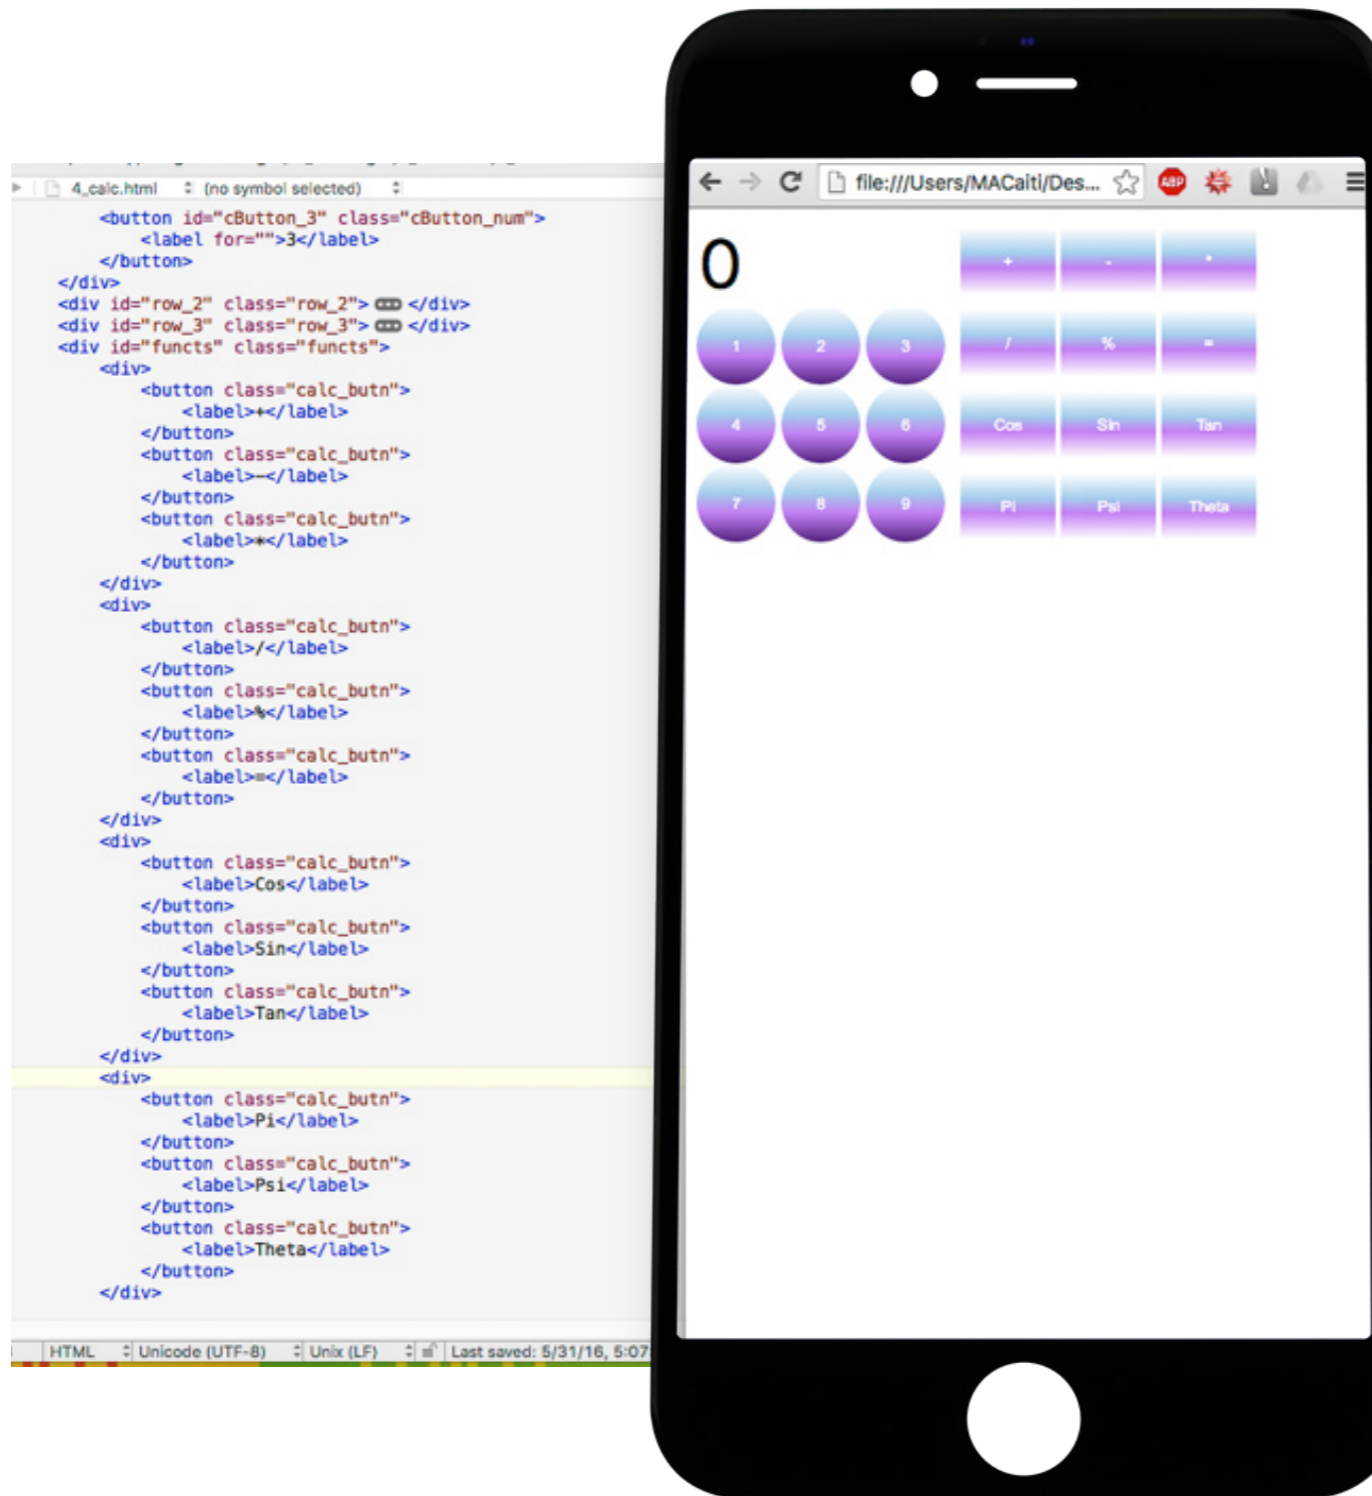 4_calc.html (no symbol selected)
<button id="cButton_3" class="cButton_num">
<label for="">3</label>
</button>
</div>
<div id="row_2" class="row_2"> </div>
<div id="row_3" class="row_3"> </div>
<div id="functs" class="functs">
<div>
<button class="calc_butn">
<label>+</label>
</button>
<button class="calc_butn">
<label>-</label>
</button>
<button class="calc_butn">
<label>*</label>
</button>
</div>
<div>
<button class="calc_butn">
<label>/</label>
</button>
<button class="calc_butn">
<label>%</label>
</button>
<button class="calc_butn">
<label>=</label>
</button>
</div>
<div>
<button class="calc_butn">
<label>Cos</label>
</button>
<button class="calc_butn">
<label>Sin</label>
</button>
<button class="calc_butn">
<label>Tan</label>
</button>
</div>
<div>
<button class="calc_butn">
<label>Pi</label>
</button>
<button class="calc_butn">
<label>Psi</label>
</button>
<button class="calc_butn">
<label>Theta</label>
</button>
</div>
HTML Unicode (UTF-8) Unix (LF) Last saved: 5/31/16, 5:07
file:///Users/MACaiti/Des... ABP
0 + - *
1 2 3 / % =
4 5 6 Cos Sin Tan
7 8 9 Pi Psi Theta